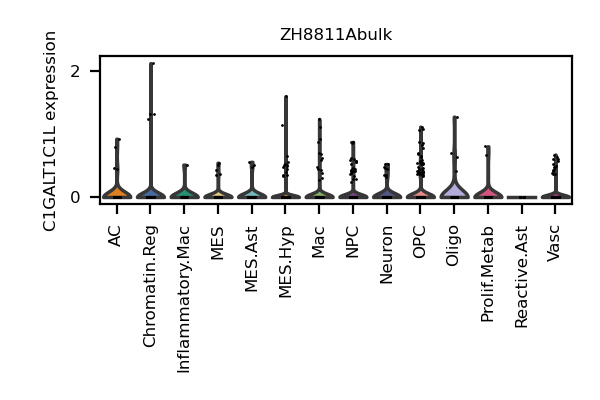 ZH8811Abulk
C1GALT1C1L expression
2
0
AC
Chromatin.Reg
Inflammatory.Mac
MES
MES.Ast
MES.Hyp
Mac
NPC
Neuron
OPC
Oligo
Prolif.Metab
Reactive.Ast
Vasc